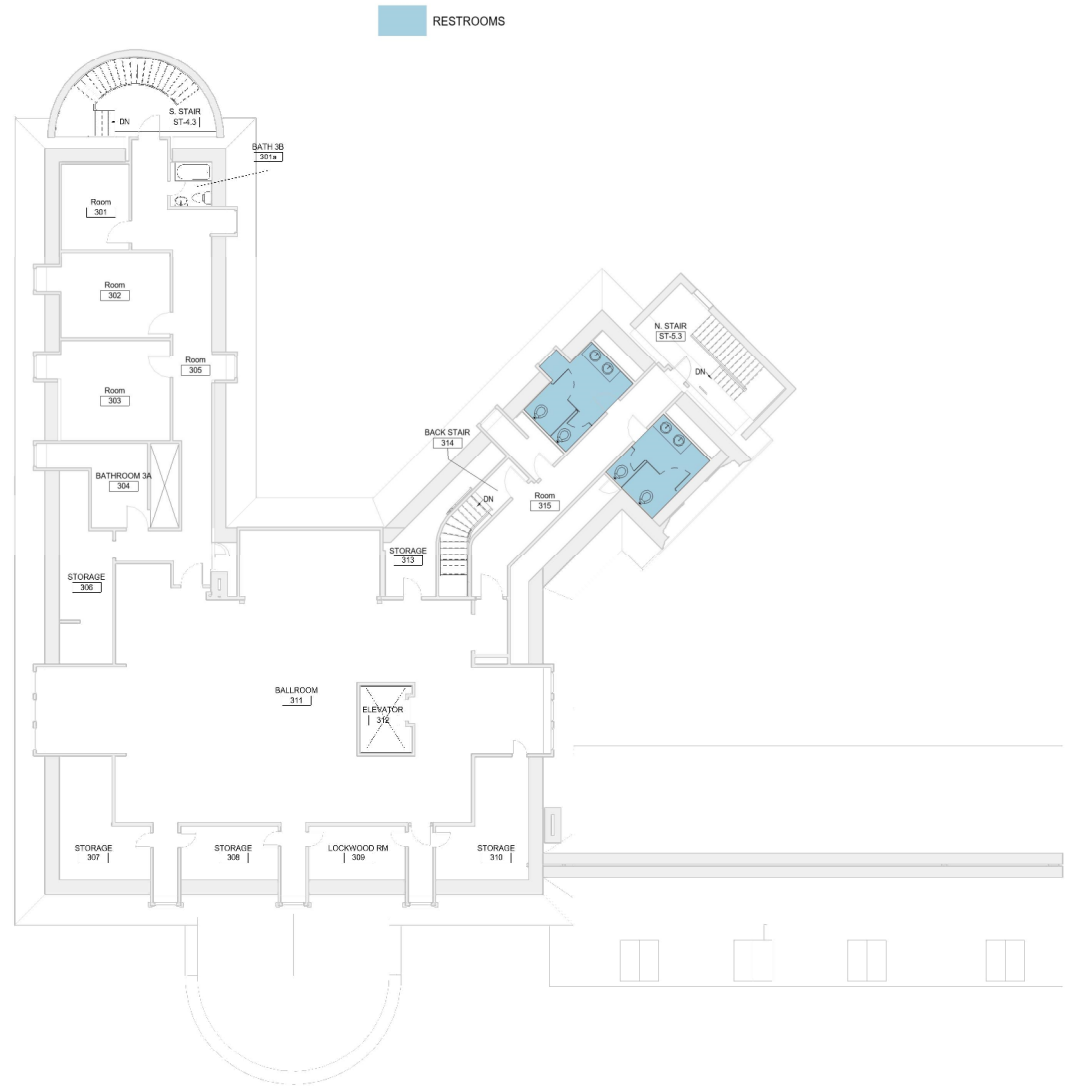 RESTROOMS
S. STAIR
DN
ST-4.3
BATH 3B
301a
Room
301
Room
302
N. STAIR
ST-5.3
Room
305
DN
Room
303
BACK STAIR
314
BATHROOM 3A
304
DN
Room
315
STORAGE
313
STORAGE
306
BALLROOM
311
ELEVATOR
312
STORAGE
307
STORAGE
308
LOCKWOOD RM
309
STORAGE
310